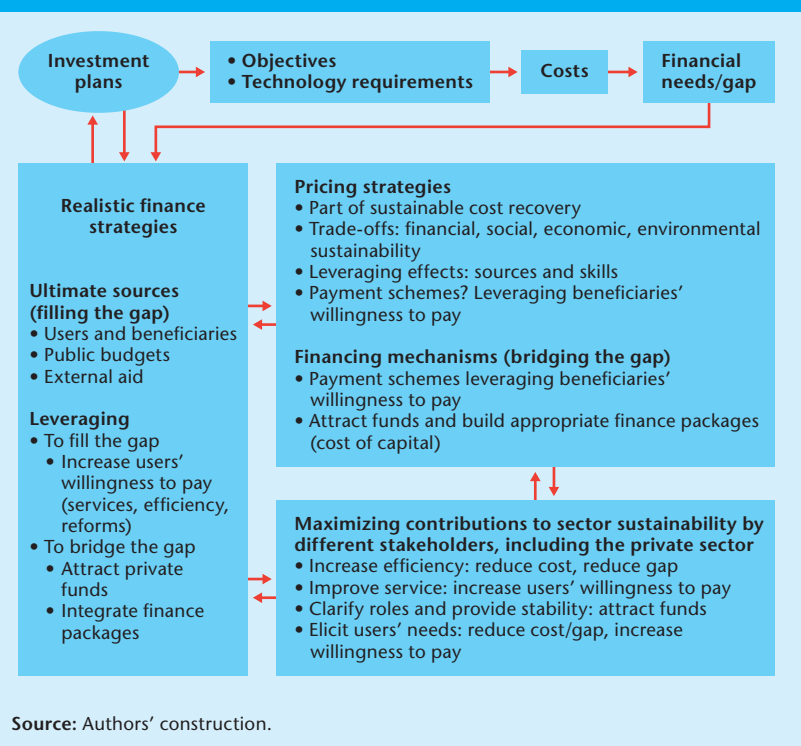 Investment
plans
• Objectives
• Technology requirements
Costs
Financial
needs/gap
Realistic finance
strategies
Ultimate sources
(filling the gap)
• Users and beneficiaries
• Public budgets
• External aid
Leveraging
• To fill the gap
• Increase users’
willingness to pay
(services, efficiency,
reforms)
• To bridge the gap
• Attract private
funds
• Integrate finance
packages
Pricing strategies
• Part of sustainable cost recovery
• Trade-offs: financial, social, economic, environmental
sustainability
• Leveraging effects: sources and skills
• Payment schemes? Leveraging beneficiaries’
willingness to pay
Financing mechanisms (bridging the gap)
• Payment schemes leveraging beneficiaries’
willingness to pay
• Attract funds and build appropriate finance packages
(cost of capital)
Maximizing contributions to sector sustainability by
different stakeholders, including the private sector
• Increase efficiency: reduce cost, reduce gap
• Improve service: increase users’ willingness to pay
• Clarify roles and provide stability: attract funds
• Elicit users’ needs: reduce cost/gap, increase
willingness to pay
Source: Authors’ construction.